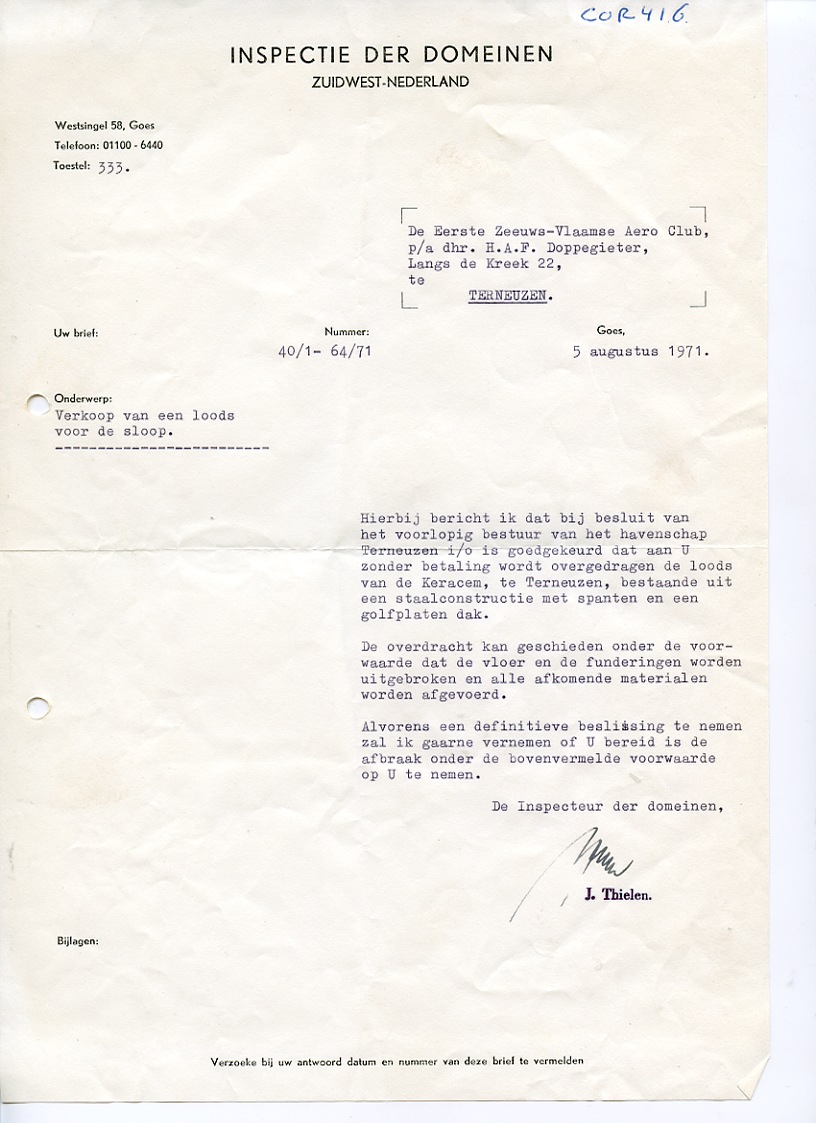 COR 41.6.
INSPECTIE DER DOMEINEN
ZUIDWEST-NEDERLAND
Westsingel 58, Goes
Telefoon: 01100 - 6440
Toestel: 333.
De Eerste Zeeuws-Vlaamse Aero Club,
p/a dhr. H.A.F. Doppegieter,
Langs de Kreek 22,
te
TERNEUZEN.
Uw brief: Nummer: Goes,
40/1- 64/71 5 augustus 1971.
Onderwerp:
Verkoop van een loods
voor de sloop.
Hierbij bericht ik dat bij besluit van
het voorlopig bestuur van het havenschap
Terneuzen i/o is goedgekeurd dat aan U
zonder betaling wordt overgedragen de loods
van de Keracem, te Terneuzen, bestaande uit
een staalconstructie met spanten en een
golfplaten dak.
De overdracht kan geschieden onder de voor-
waarde dat de vloer en de funderingen worden
uitgebroken en alle afkomende materialen
worden afgevoerd.
Alvorens een definitieve beslissing te nemen
zal ik gaarne vernemen of U bereid is de
afbraak onder de bovenvermelde voorwaarde
op U te nemen.
De Inspecteur der domeinen,
J. Thielen.
Bijlagen:
Verzoeke bij uw antwoord datum en nummer van deze brief te vermelden